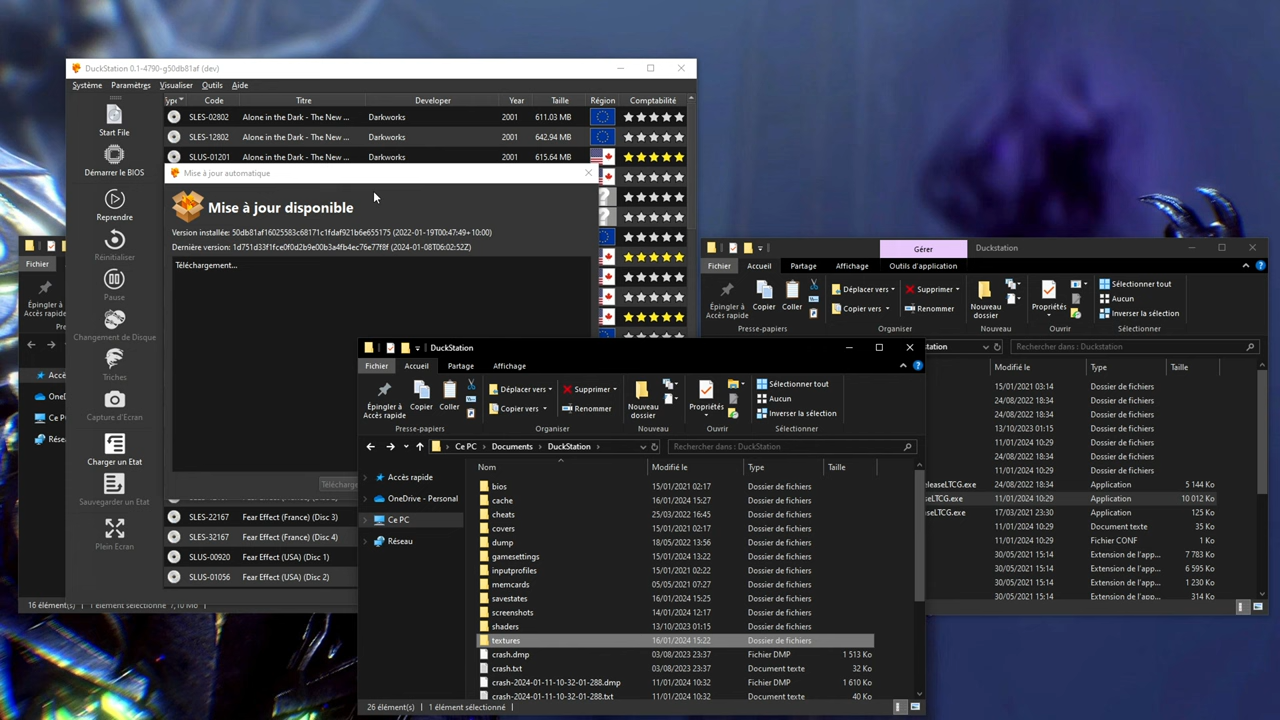 DuckStation 0.1-4790-g50db81af (dev)
Système Paramètres Visualiser Outils Aide
Code Titre Developer Year Taille Région Comptabilité
SLES-02802 Alone in the Dark - The New ... Darkworks 2001 611.03 MB
SLES-12802 Alone in the Dark - The New ... Darkworks 2001 642.94 MB
SLUS-01201 Alone in the Dark - The New ... Darkworks 2001 615.64 MB
Start File
Démarrer le BIOS
Reprendre
Réinitialiser
Pause
Changement de Disque
Triches
Capture d'Ecran
Charger un Etat
Sauvegarder un Etat
Plein Ecran
Mise à jour automatique
Mise à jour disponible
Version installée: 50db81af16025583c68171c1fdaf921b6e655175 (2022-01-19T00:47:49+10:00)
Dernière version: 1d751d33f1fce0f0d2b9e00b3a4fb4ec76e77f8f (2024-01-08T06:02:52Z)
Téléchargement...
SLES-22167 Fear Effect (France) (Disc 3)
SLES-32167 Fear Effect (France) (Disc 4)
SLUS-00920 Fear Effect (USA) (Disc 1)
SLUS-01056 Fear Effect (USA) (Disc 2)
Fichier
Épingler à
Accès rapide
16 élément(s) 1 élément sélectionné 7,10 Mo
DuckStation
Fichier Accueil Partage Affichage
Épingler à
Accès rapide
Copier
Coller
Déplacer vers
Copier vers
Supprimer
Renommer
Nouveau
dossier
Propriétés
Sélectionner tout
Aucun
Inverser la sélection
Presse-papiers Organiser Nouveau Ouvrir Sélectionner
Ce PC Documents DuckStation
Rechercher dans : DuckStation
Accès rapide
OneDrive - Personal
Ce PC
Réseau
Nom Modifié le Type Taille
bios 15/01/2021 02:17 Dossier de fichiers
cache 16/01/2024 15:27 Dossier de fichiers
cheats 25/03/2022 16:45 Dossier de fichiers
covers 15/01/2021 02:17 Dossier de fichiers
dump 18/05/2022 13:56 Dossier de fichiers
gamesettings 15/01/2024 13:22 Dossier de fichiers
inputprofiles 15/01/2021 02:22 Dossier de fichiers
memcards 05/05/2021 07:27 Dossier de fichiers
savestates 16/01/2024 15:25 Dossier de fichiers
screenshots 14/01/2024 12:17 Dossier de fichiers
shaders 13/10/2023 01:15 Dossier de fichiers
textures 16/01/2024 15:22 Dossier de fichiers
crash.dmp 03/08/2023 23:37 Fichier DMP 1 513 Ko
crash.txt 03/08/2023 23:37 Document texte 32 Ko
crash-2024-01-11-10-32-01-288.dmp 11/01/2024 10:32 Fichier DMP 1 610 Ko
crash-2024-01-11-10-32-01-288.txt 11/01/2024 10:32 Document texte 40 Ko
26 élément(s) 1 élément sélectionné
Gérer
Duckstation
Fichier Accueil Partage Affichage Outils d'application
Épingler à
Accès rapide
Copier
Coller
Déplacer vers
Copier vers
Supprimer
Renommer
Nouveau
dossier
Propriétés
Sélectionner tout
Aucun
Inverser la sélection
Presse-papiers Organiser Nouveau Ouvrir Sélectionner
Rechercher dans : Duckstation
Modifié le Type Taille
15/01/2021 03:14 Dossier de fichiers
24/08/2022 18:34 Dossier de fichiers
24/08/2022 18:34 Dossier de fichiers
13/10/2023 01:15 Dossier de fichiers
11/01/2024 10:29 Dossier de fichiers
24/08/2022 18:34 Dossier de fichiers
11/01/2024 10:29 Dossier de fichiers
24/08/2022 18:34 Application 5 144 Ko
11/01/2024 10:29 Application 10 012 Ko
17/03/2021 23:30 Application 125 Ko
11/01/2024 10:29 Document texte 35 Ko
11/01/2024 10:29 Fichier CONF 1 Ko
30/05/2021 15:14 Extension de l'app... 7 783 Ko
30/05/2021 15:14 Extension de l'app... 6 595 Ko
30/05/2021 15:14 Extension de l'app... 1 230 Ko
30/05/2021 15:14 Extension de l'app... 314 Ko